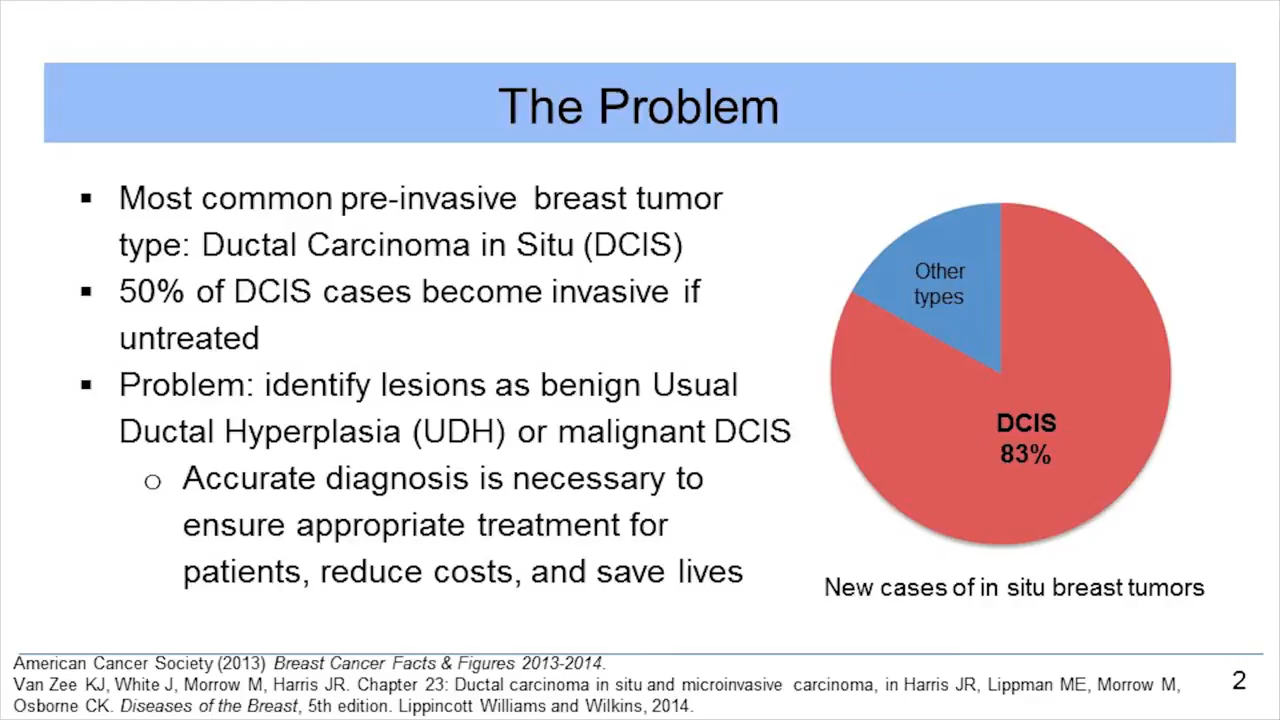 The Problem
▪ Most common pre-invasive breast tumor
type: Ductal Carcinoma in Situ (DCIS)
▪ 50% of DCIS cases become invasive if
untreated
▪ Problem: identify lesions as benign Usual
Ductal Hyperplasia (UDH) or malignant DCIS
o Accurate diagnosis is necessary to
ensure appropriate treatment for
patients, reduce costs, and save lives
Other
types
DCIS
83%
New cases of in situ breast tumors
American Cancer Society (2013) Breast Cancer Facts & Figures 2013-2014.
Van Zee KJ, White J, Morrow M, Harris JR. Chapter 23: Ductal carcinoma in situ and microinvasive carcinoma, in Harris JR, Lippman ME, Morrow M,
Osborne CK. Diseases of the Breast, 5th edition. Lippincott Williams and Wilkins, 2014.
2